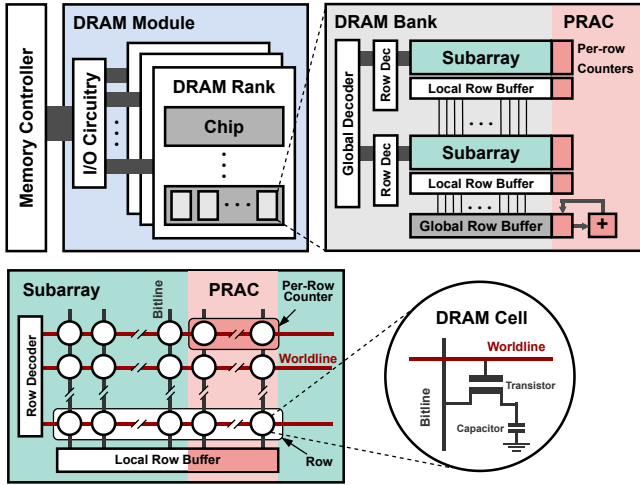 Memory Controller
DRAM Module
I/O Circuitry
DRAM Rank
Chip
DRAM Bank
PRAC
Global Decoder
Row Dec
Subarray
Per-row
Counters
Local Row Buffer
Row Dec
Subarray
Local Row Buffer
Global Row Buffer
+
Subarray
Bitline
PRAC
Per-Row
Counter
Row Decoder
Worldline
Local Row Buffer
Row
DRAM Cell
Worldline
Bitline
Transistor
Capacitor